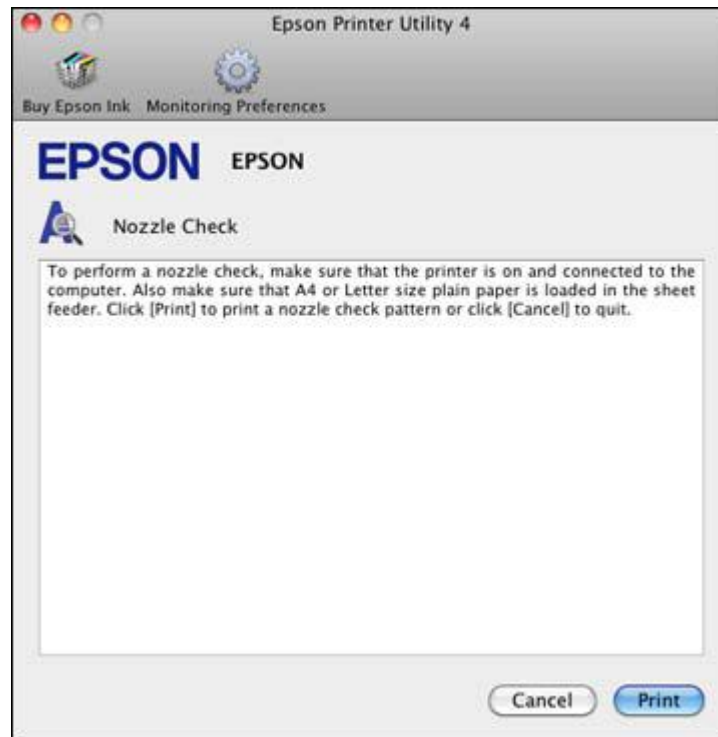 Epson Printer Utility 4
Buy Epson Ink Monitoring Preferences
EPSON EPSON
Nozzle Check
To perform a nozzle check, make sure that the printer is on and connected to the
computer. Also make sure that A4 or Letter size plain paper is loaded in the sheet
feeder. Click [Print] to print a nozzle check pattern or click [Cancel] to quit.
Cancel Print